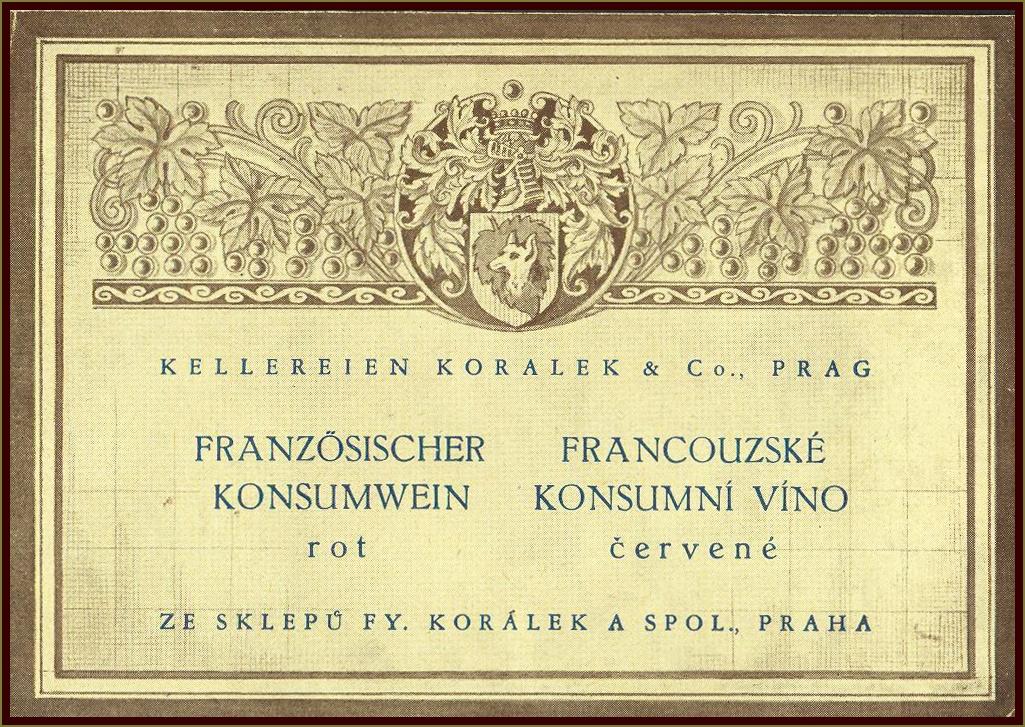 KELLEREIEN KORALEK & Co., PRAG
FRANZÖSISCHER
KONSUMWEIN
rot
FRANCOUZSKÉ
KONSUMNÍ VÍNO
červené
ZE SKLEPŮ FY. KORÁLEK A SPOL., PRAHA